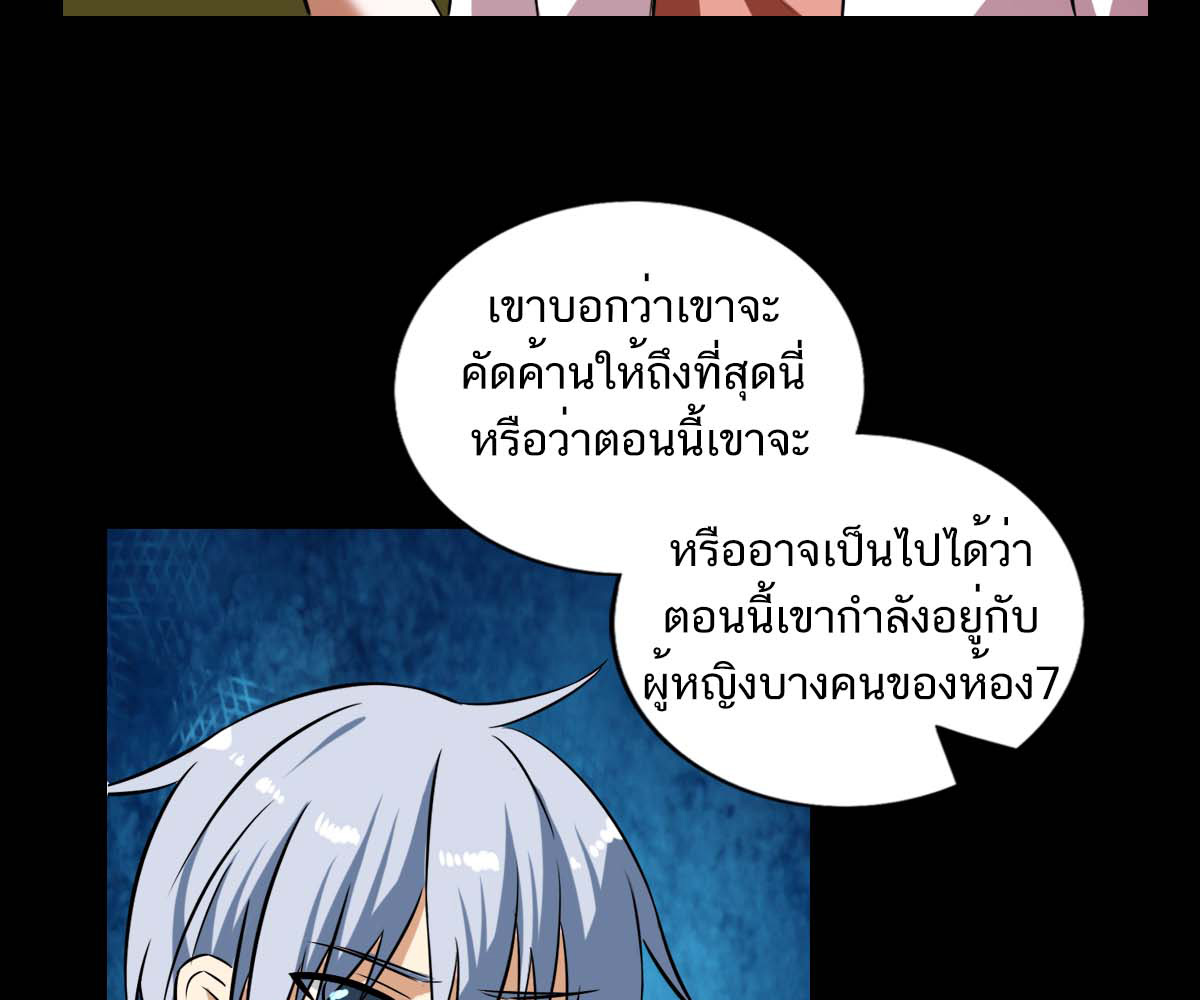 เขาบอกว่าเขาจะ
คัดค้านให้ถึงที่สุดนี่
หรือว่าตอนนี้เขาจะ
หรืออาจเป็นไปได้ว่า
ตอนนี้เขากำลังอยู่กับ
ผู้หญิงบางคนของห้อง7